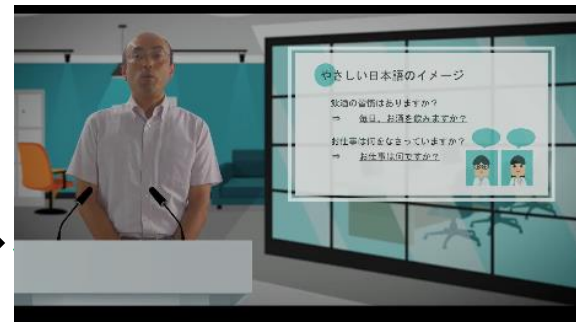 やさしい日本語のイメージ
飲酒の習慣はありますか？
⇒ 毎日、お酒を飲みますか？
お仕事は何をなさっていますか？
⇒ お仕事は何ですか？